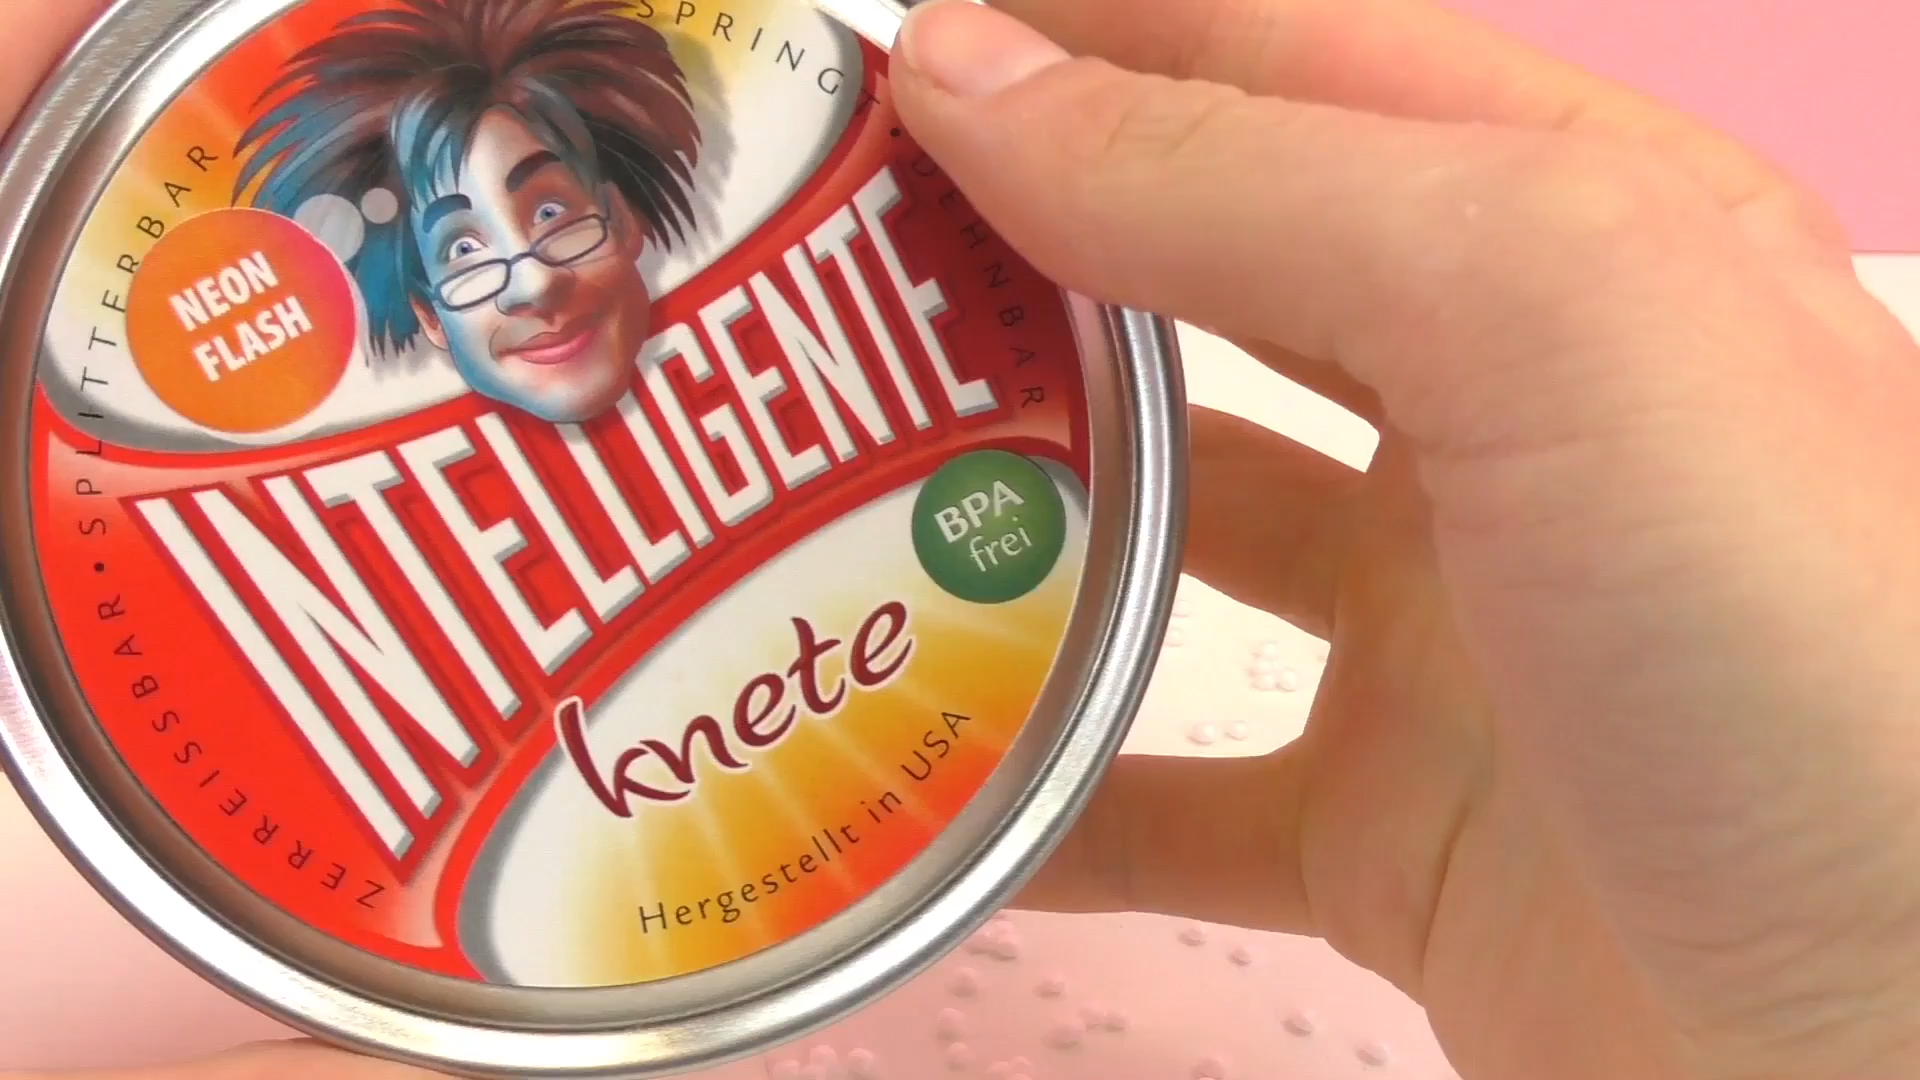 SPRINGT • DEHNBAR
ZERREISSBAR • SPLITTERBAR
NEON
FLASH
INTELLIGENTE
BPA
frei
knete
Hergestellt in USA